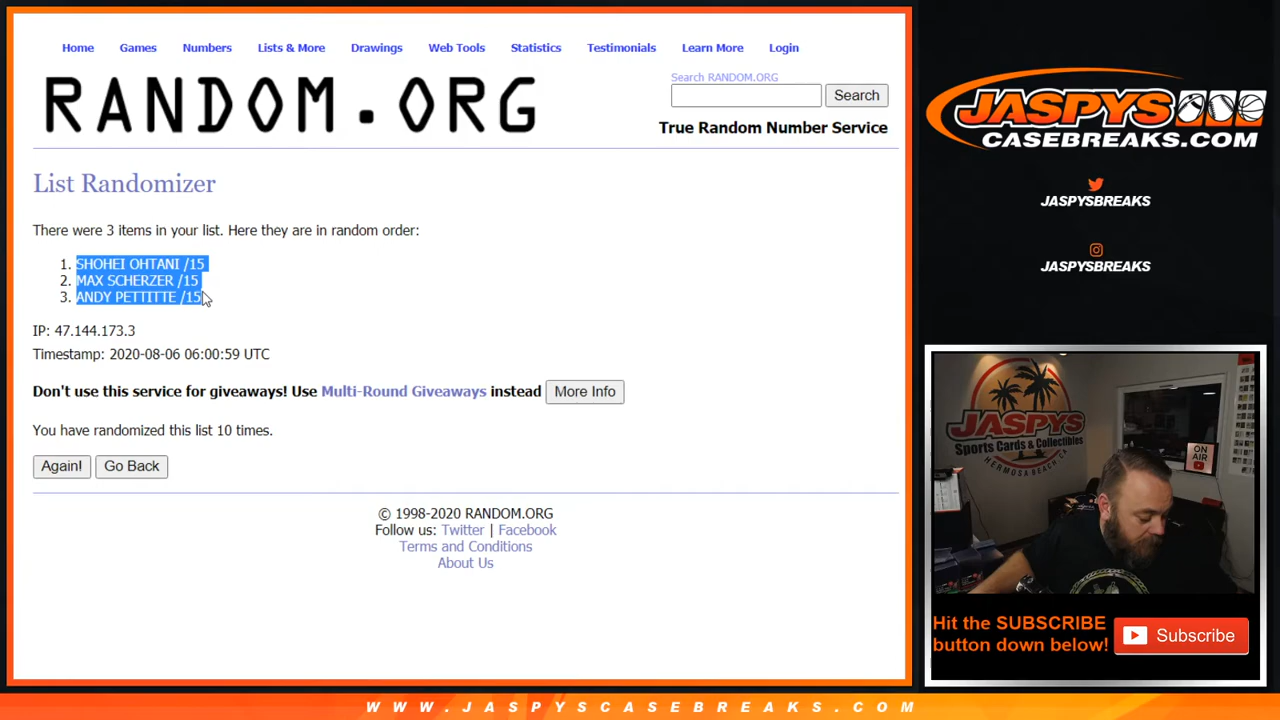 Home Games Numbers Lists & More Drawings Web Tools Statistics Testimonials Learn More Login
RANDOM.ORG
Search RANDOM.ORG
Search
True Random Number Service
List Randomizer
There were 3 items in your list. Here they are in random order:
1. SHOHEI OHTANI /15
2. MAX SCHERZER /15
3. ANDY PETTITTE /15
IP: 47.144.173.3
Timestamp: 2020-08-06 06:00:59 UTC
Don't use this service for giveaways! Use Multi-Round Giveaways instead More Info
You have randomized this list 10 times.
Again! Go Back
© 1998-2020 RANDOM.ORG
Follow us: Twitter | Facebook
Terms and Conditions
About Us
JASPYS
CASEBREAKS.COM
JASPYSBREAKS
JASPYSBREAKS
JASPYS
Sports Cards & Collectibles
HERMOSA BEACH, CA
ON
AIR
Hit the SUBSCRIBE
button down below!
Subscribe
WWW.JASPYSCASEBREAKS.COM